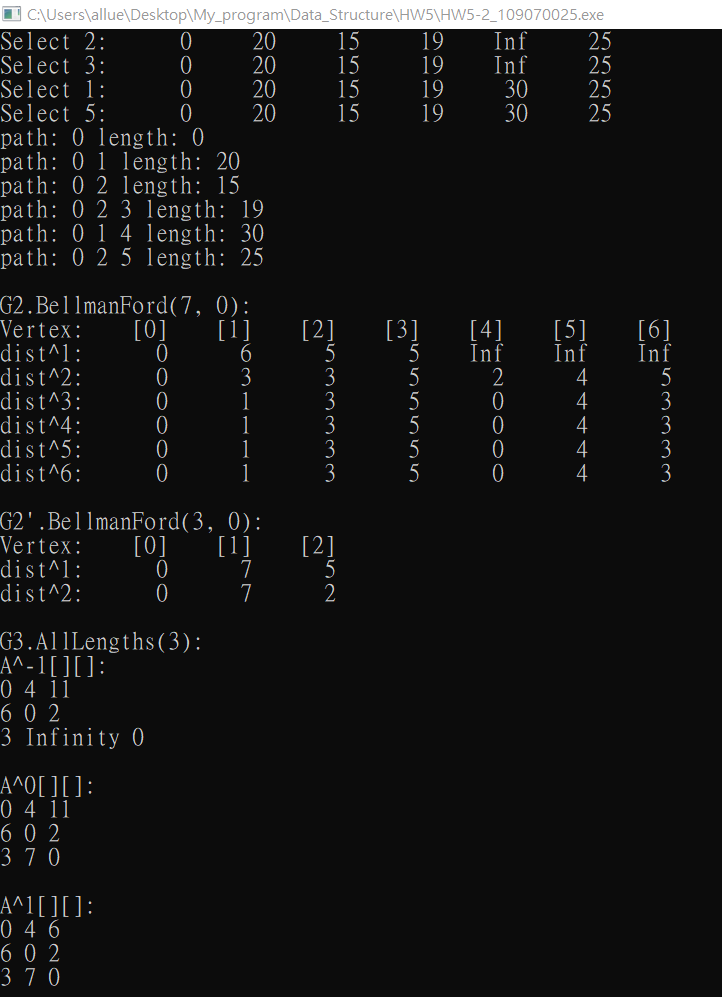 C:\Users\allue\Desktop\My_program\Data_Structure\HW5\HW5-2_109070025.exe
Select 2: 0 20 15 19 Inf 25
Select 3: 0 20 15 19 Inf 25
Select 1: 0 20 15 19 30 25
Select 5: 0 20 15 19 30 25
path: 0 length: 0
path: 0 1 length: 20
path: 0 2 length: 15
path: 0 2 3 length: 19
path: 0 1 4 length: 30
path: 0 2 5 length: 25
G2.BellmanFord(7, 0):
Vertex: [0] [1] [2] [3] [4] [5] [6]
dist^1: 0 6 5 5 Inf Inf Inf
dist^2: 0 3 3 5 2 4 5
dist^3: 0 1 3 5 0 4 3
dist^4: 0 1 3 5 0 4 3
dist^5: 0 1 3 5 0 4 3
dist^6: 0 1 3 5 0 4 3
G2'.BellmanFord(3, 0):
Vertex: [0] [1] [2]
dist^1: 0 7 5
dist^2: 0 7 2
G3.AllLengths(3):
A^-1[][]:
0 4 11
6 0 2
3 Infinity 0
A^0[][]:
0 4 11
6 0 2
3 7 0
A^1[][]:
0 4 6
6 0 2
3 7 0